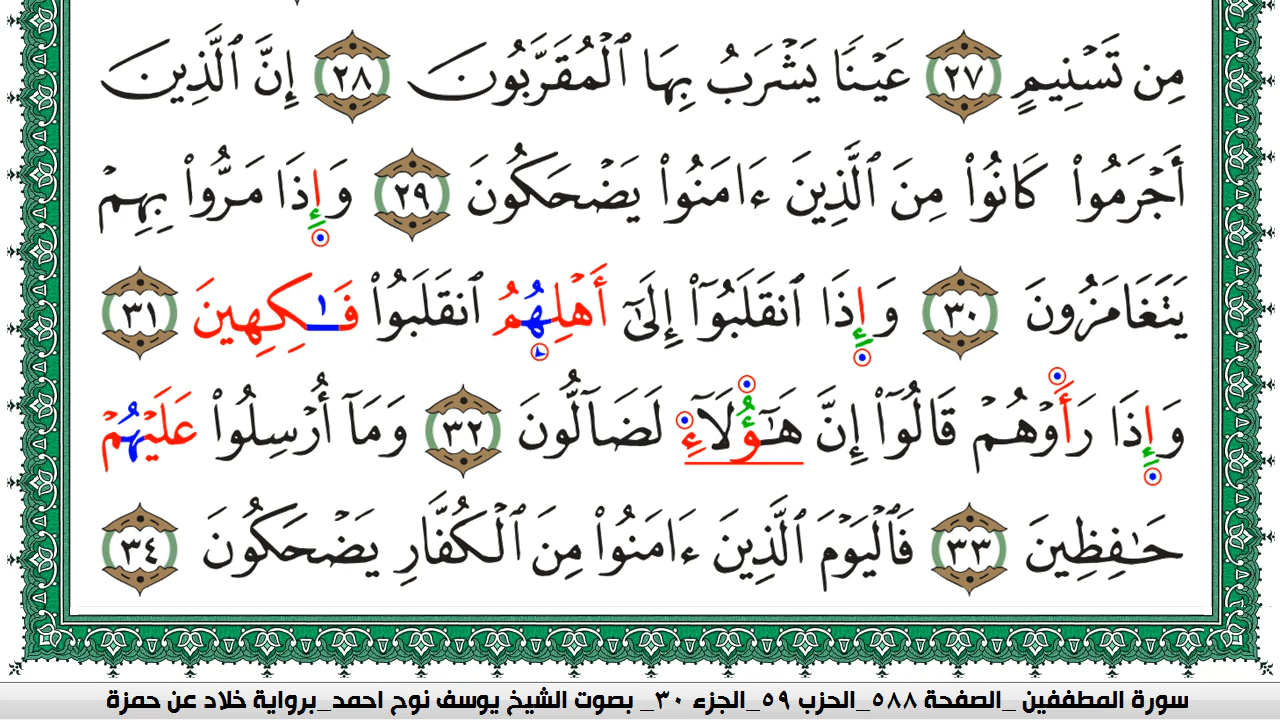 مِن تَسۡنِيمٍ ٢٧ عَيۡنٗا يَشۡرَبُ بِهَا ٱلۡمُقَرَّبُونَ ٢٨ إِنَّ ٱلَّذِينَ
أَجۡرَمُواْ كَانُواْ مِنَ ٱلَّذِينَ ءَامَنُواْ يَضۡحَكُونَ ٢٩ وَإِذَا مَرُّواْ بِهِمۡ
يَتَغَامَزُونَ ٣٠ وَإِذَا ٱنقَلَبُوٓاْ إِلَىٰٓ أَهۡلِهُمُ ٱنقَلَبُواْ فَٰكِهِينَ ٣١
وَإِذَا رَأَوۡهُمۡ قَالُوٓاْ إِنَّ هَٰٓؤُلَآءِ لَضَآلُّونَ ٣٢ وَمَآ أُرۡسِلُواْ عَلَيۡهُمۡ
حَٰفِظِينَ ٣٣ فَٱلۡيَوۡمَ ٱلَّذِينَ ءَامَنُواْ مِنَ ٱلۡكُفَّارِ يَضۡحَكُونَ ٣٤
سورة المطففين _الصفحة ٥٨٨_الحزب ٥٩_الجزء ٣٠_ بصوت الشيخ يوسف نوح احمد_برواية خلاد عن حمزة